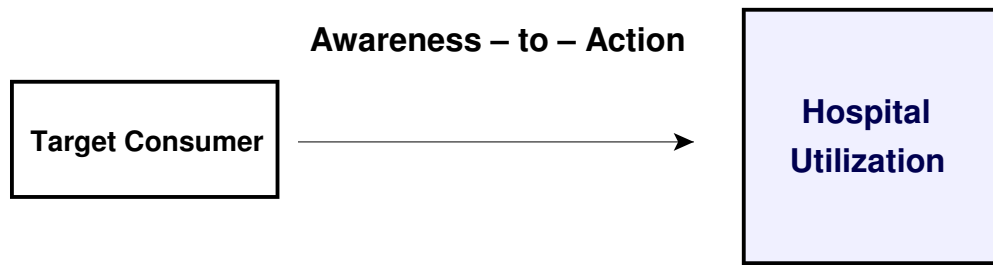 Awareness – to – Action
Target Consumer
Hospital
Utilization